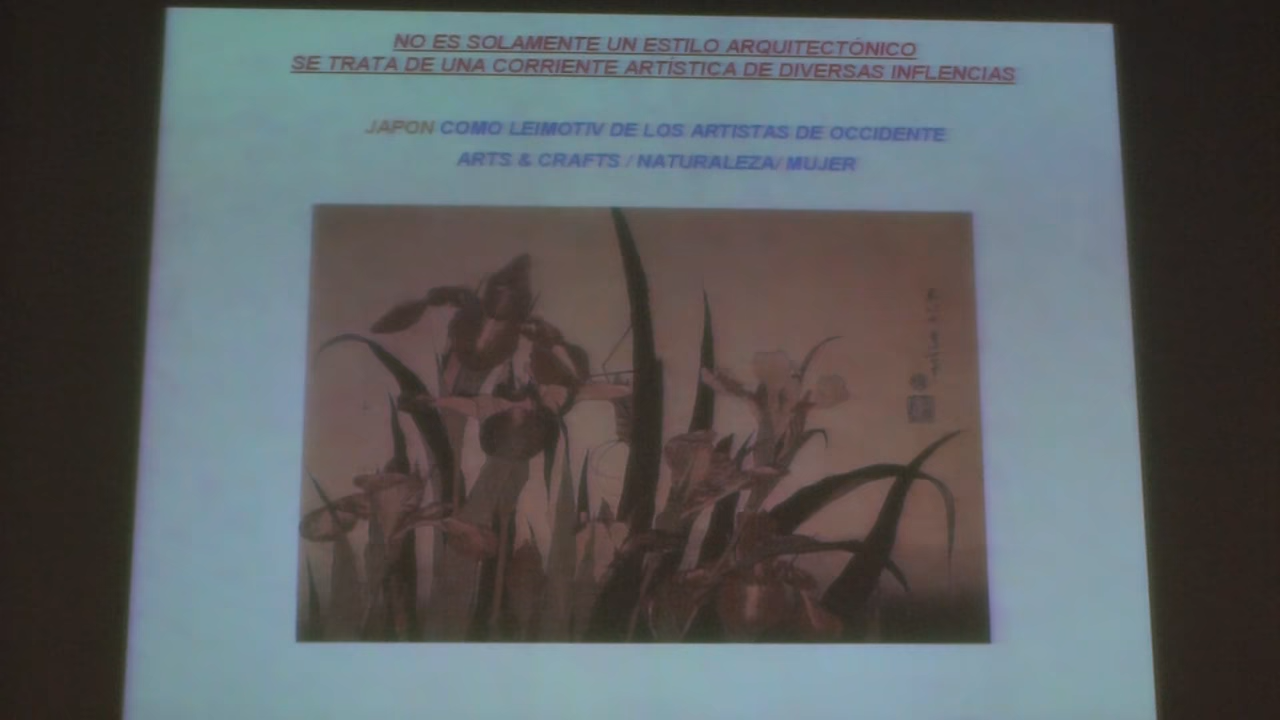 NO ES SOLAMENTE UN ESTILO ARQUITECTÓNICO
SE TRATA DE UNA CORRIENTE ARTÍSTICA DE DIVERSAS INFLENCIAS
JAPON COMO LEIMOTIV DE LOS ARTISTAS DE OCCIDENTE
ARTS & CRAFTS / NATURALEZA/ MUJER